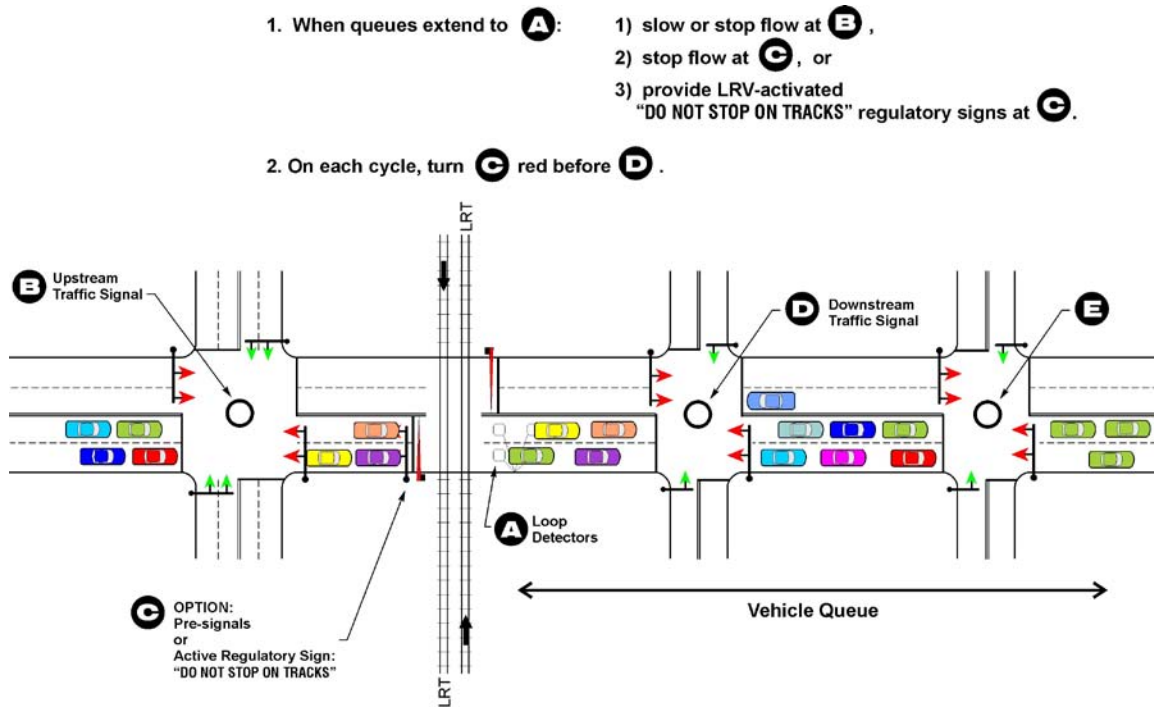 1. When queues extend to A:
1) slow or stop flow at B,
2) stop flow at C, or
3) provide LRV-activated
"DO NOT STOP ON TRACKS" regulatory signs at C.
2. On each cycle, turn C red before D.
LRT
B Upstream
Traffic Signal
D Downstream
Traffic Signal
E
A Loop
Detectors
Vehicle Queue
C OPTION:
Pre-signals
or
Active Regulatory Sign:
"DO NOT STOP ON TRACKS"
LRT